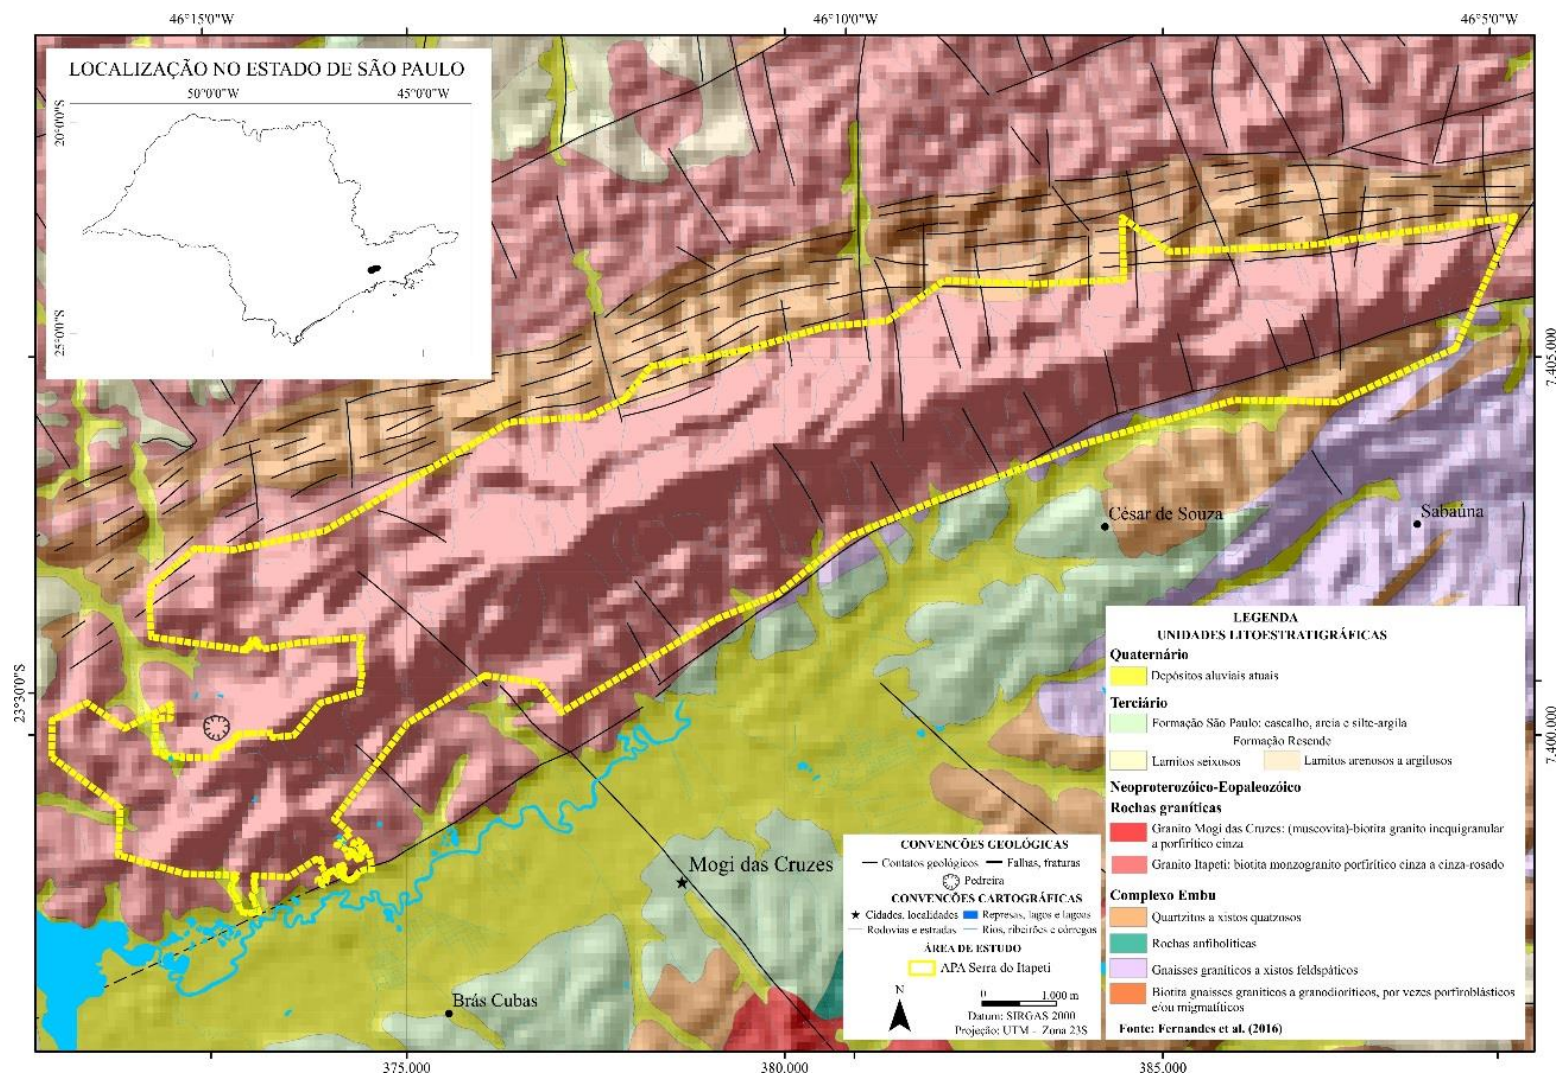 46°15'0"W
46°10'0"W
46°5'0"W
LOCALIZAÇÃO NO ESTADO DE SÃO PAULO
50°0'0"W
45°0'0"W
20°0'0"S
25°0'0"S
7.405.000
César de Souza
Sabaúna
23°30'0"S
7.400.000
Mogi das Cruzes
Brás Cubas
LEGENDA
UNIDADES LITOESTRATIGRÁFICAS
Quaternário
Depósitos aluviais atuais
Terciário
Formação São Paulo: cascalho, areia e silte-argila
Formação Resende
Lamitos seixosos
Lamitos arenosos a argilosos
Neoproterozóico-Eopaleozóico
Rochas graníticas
Granito Mogi das Cruzes: (muscovita)-biotita granito inequigranular
a porfirítico cinza
Granito Itapeti: biotita monzogranito porfirítico cinza a cinza-rosado
Complexo Embu
Quartzitos a xistos quatzosos
Rochas anfibolíticas
Gnaisses graníticos a xistos feldspáticos
Biotita gnaisses graníticos a granodioríticos, por vezes porfiroblásticos
e/ou migmatíticos
Fonte: Fernandes et al. (2016)
CONVENCÕES GEOLÓGICAS
Contatos geológicos
Falhas, fraturas
Pedreira
CONVENCÕES CARTOGRÁFICAS
Cidades, localidades
Represas, lagos e lagoas
Rodovias e estradas
Rios, ribeirões e córregos
ÁREA DE ESTUDO
APA Serra do Itapeti
N
0
1.000 m
Datum: SIRGAS 2000
Projeção: UTM - Zona 23S
375.000
380.000
385.000